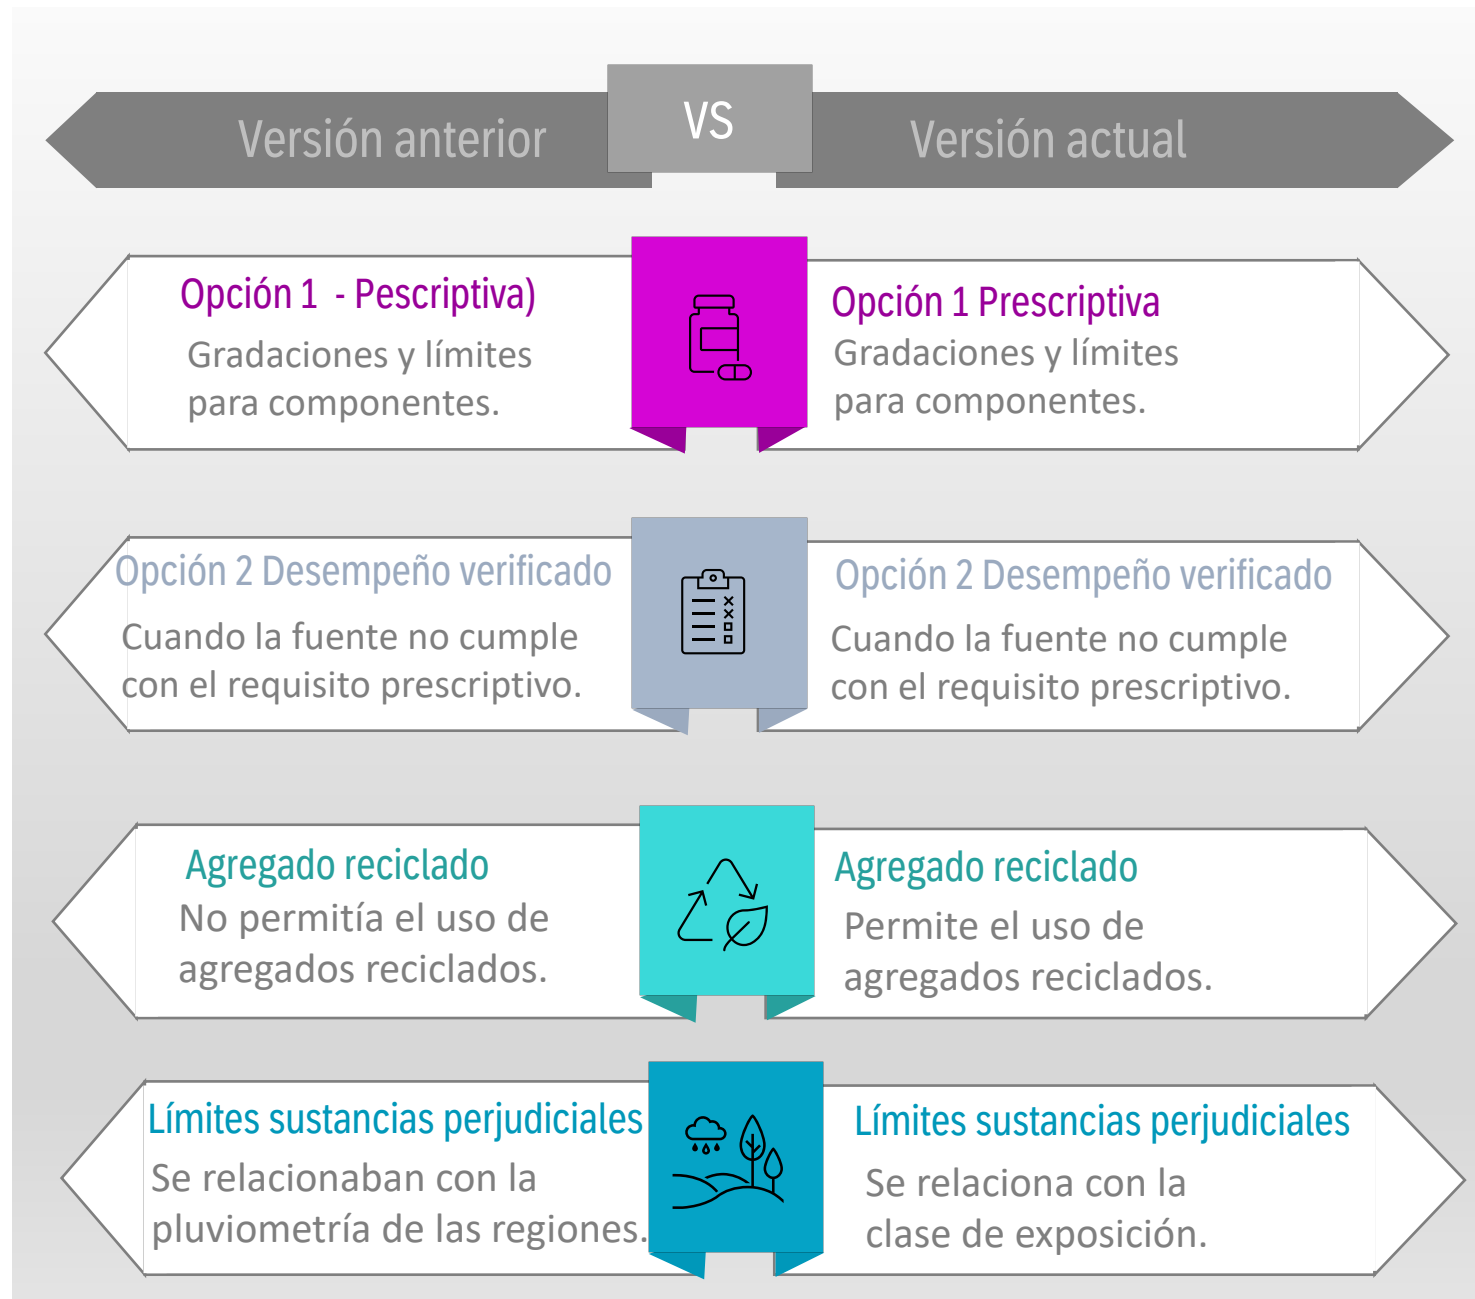 Versión anterior
VS
Versión actual
Opción 1 - Pescriptiva)
Gradaciones y límites
para componentes.
Opción 1 Prescriptiva
Gradaciones y límites
para componentes.
Opción 2 Desempeño verificado
Cuando la fuente no cumple
con el requisito prescriptivo.
Opción 2 Desempeño verificado
Cuando la fuente no cumple
con el requisito prescriptivo.
Agregado reciclado
No permitía el uso de
agregados reciclados.
Agregado reciclado
Permite el uso de
agregados reciclados.
Límites sustancias perjudiciales
Se relacionaban con la
pluviometría de las regiones.
Límites sustancias perjudiciales
Se relaciona con la
clase de exposición.